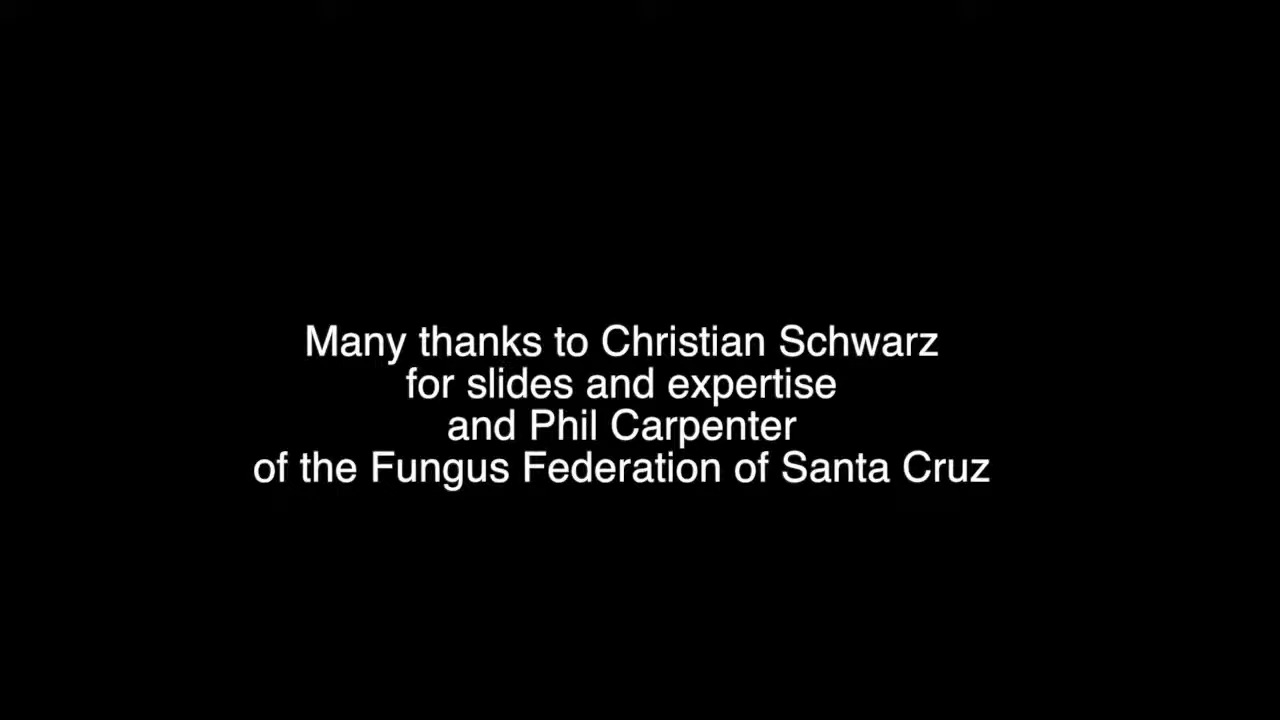 Many thanks to Christian Schwarz
for slides and expertise
and Phil Carpenter
of the Fungus Federation of Santa Cruz